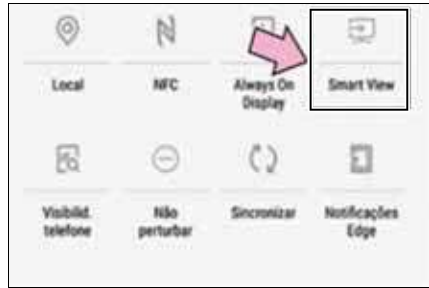 Local NFC Always On Smart View
Display
Visibilid. Não Sincronizar Notificações
telefone perturbar Edge